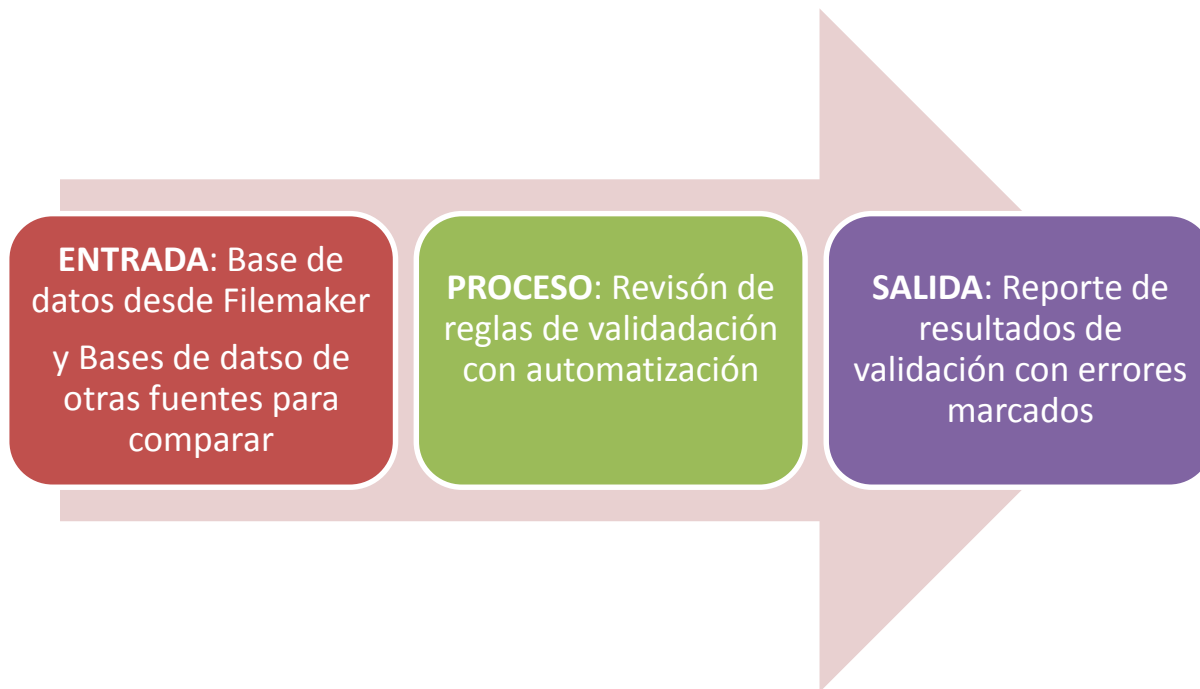 ENTRADA: Base de
datos desde Filemaker
y Bases de datso de
otras fuentes para
comparar
PROCESO: Revisón de
reglas de validadación
con automatización
SALIDA: Reporte de
resultados de
validación con errores
marcados